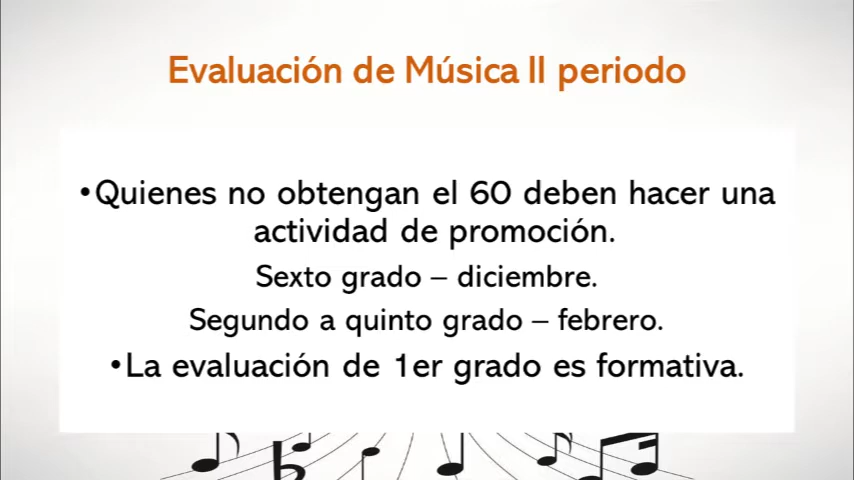 Evaluación de Música II periodo
•Quienes no obtengan el 60 deben hacer una
actividad de promoción.
Sexto grado – diciembre.
Segundo a quinto grado – febrero.
•La evaluación de 1er grado es formativa.